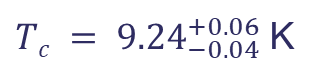 T_c = 9.24^{+0.06}_{-0.04} K